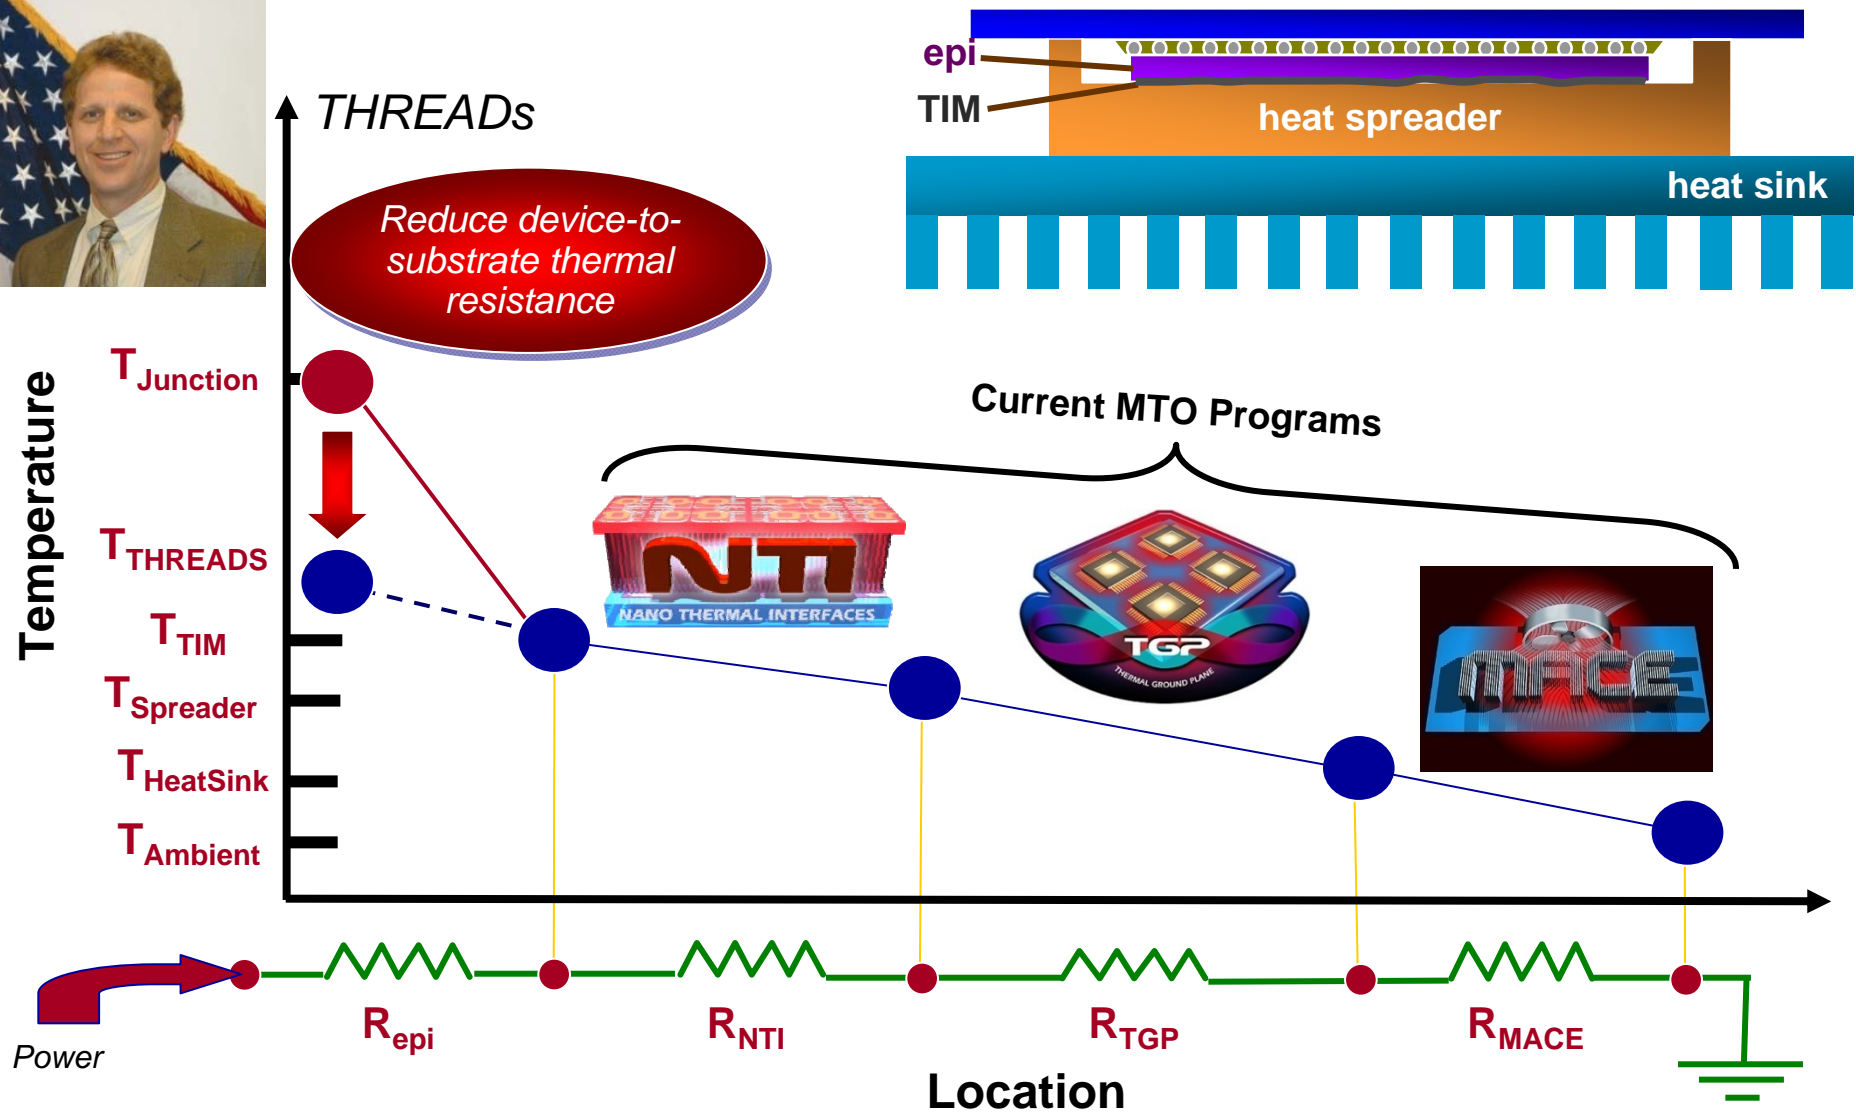 THREADs
epi
TIM
heat spreader
heat sink
Reduce device-to-
substrate thermal
resistance
Temperature
TJunction
TTHREADS
TTIM
TSpreader
THeatSink
TAmbient
Current MTO Programs
NTI
NANO THERMAL INTERFACES
TGP
THERMAL GROUND PLANE
MACE
Power
Repi
RNTI
RTGP
RMACE
Location